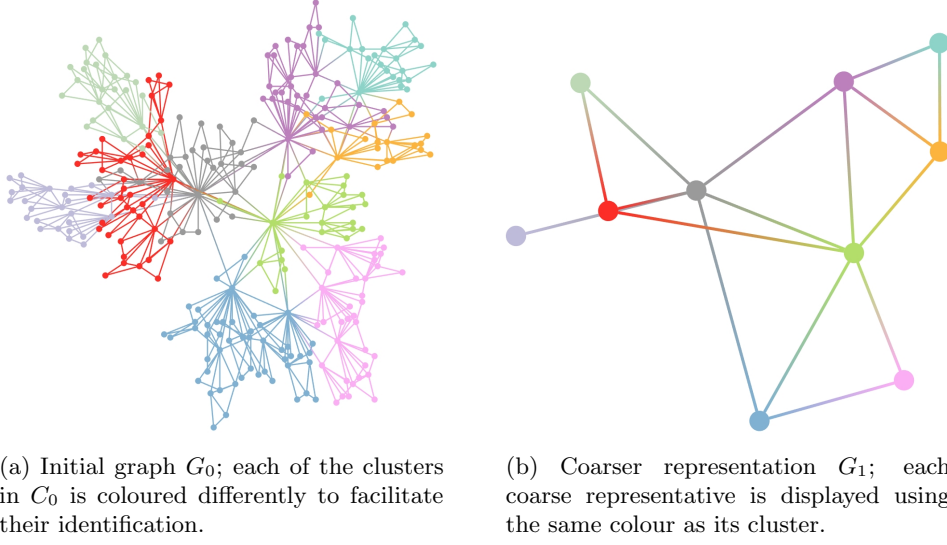 (a) Initial graph G₀; each of the clusters
in C₀ is coloured differently to facilitate
their identification.
(b) Coarser representation G₁; each
coarse representative is displayed using
the same colour as its cluster.